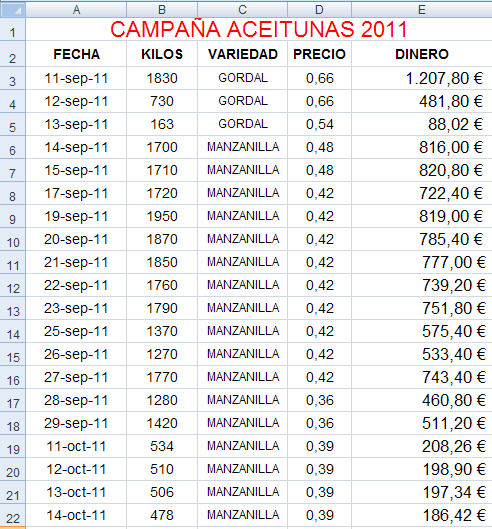 A B C D E
1 CAMPAÑA ACEITUNAS 2011
2 FECHA KILOS VARIEDAD PRECIO DINERO
3 11-sep-11 1830 GORDAL 0,66 1.207,80 €
4 12-sep-11 730 GORDAL 0,66 481,80 €
5 13-sep-11 163 GORDAL 0,54 88,02 €
6 14-sep-11 1700 MANZANILLA 0,48 816,00 €
7 15-sep-11 1710 MANZANILLA 0,48 820,80 €
8 17-sep-11 1720 MANZANILLA 0,42 722,40 €
9 19-sep-11 1950 MANZANILLA 0,42 819,00 €
10 20-sep-11 1870 MANZANILLA 0,42 785,40 €
11 21-sep-11 1850 MANZANILLA 0,42 777,00 €
12 22-sep-11 1760 MANZANILLA 0,42 739,20 €
13 23-sep-11 1790 MANZANILLA 0,42 751,80 €
14 25-sep-11 1370 MANZANILLA 0,42 575,40 €
15 26-sep-11 1270 MANZANILLA 0,42 533,40 €
16 27-sep-11 1770 MANZANILLA 0,42 743,40 €
17 28-sep-11 1280 MANZANILLA 0,36 460,80 €
18 29-sep-11 1420 MANZANILLA 0,36 511,20 €
19 11-oct-11 534 MANZANILLA 0,39 208,26 €
20 12-oct-11 510 MANZANILLA 0,39 198,90 €
21 13-oct-11 506 MANZANILLA 0,39 197,34 €
22 14-oct-11 478 MANZANILLA 0,39 186,42 €